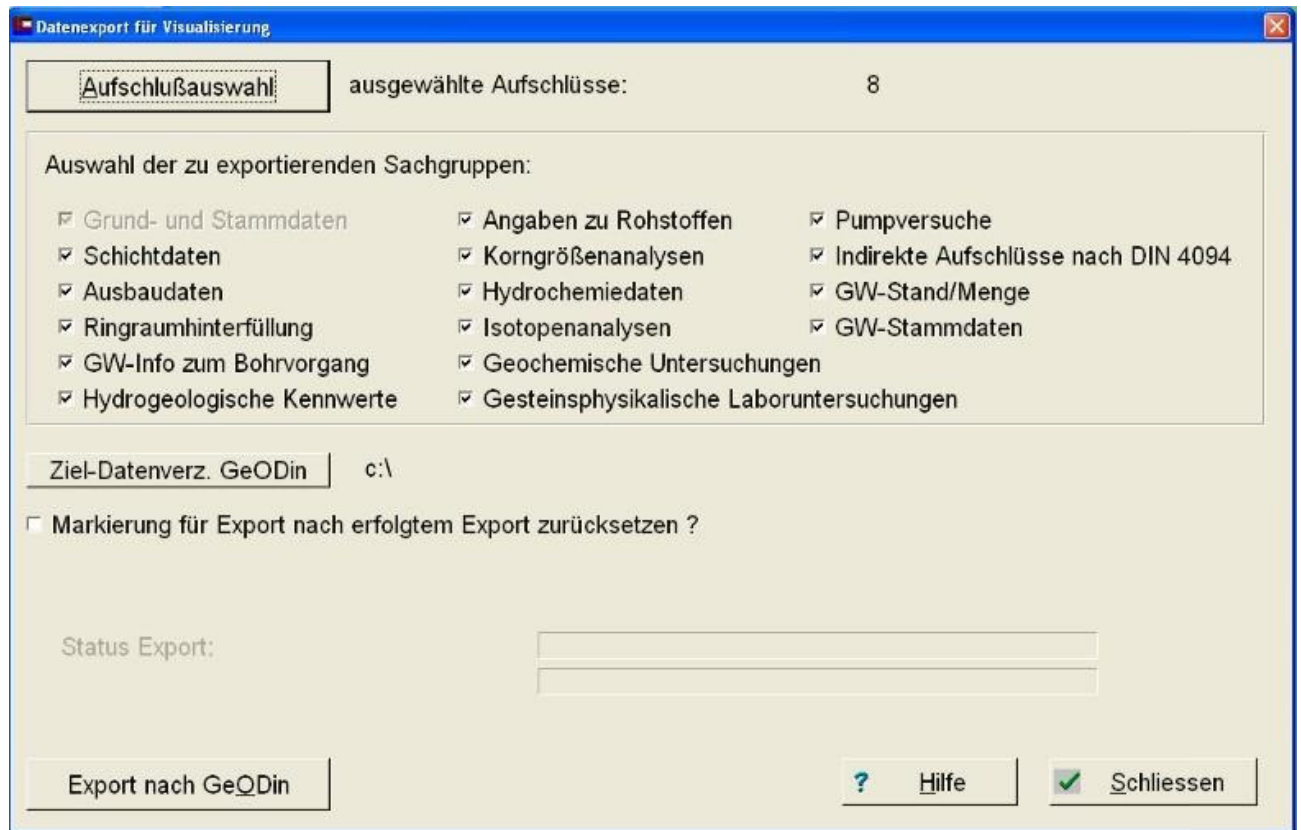 Datenexport für Visualisierung
Aufschlußauswahl ausgewählte Aufschlüsse: 8
Auswahl der zu exportierenden Sachgruppen:
Grund- und Stammdaten Angaben zu Rohstoffen Pumpversuche
Schichtdaten Korngrößenanalysen Indirekte Aufschlüsse nach DIN 4094
Ausbaudaten Hydrochemiedaten GW-Stand/Menge
Ringraumhinterfüllung Isotopenanalysen GW-Stammdaten
GW-Info zum Bohrvorgang Geochemische Untersuchungen
Hydrogeologische Kennwerte Gesteinsphysikalische Laboruntersuchungen
Ziel-Datenverz. GeODin c:\
Markierung für Export nach erfolgtem Export zurücksetzen ?
Status Export:
Export nach GeODin ? Hilfe Schliessen